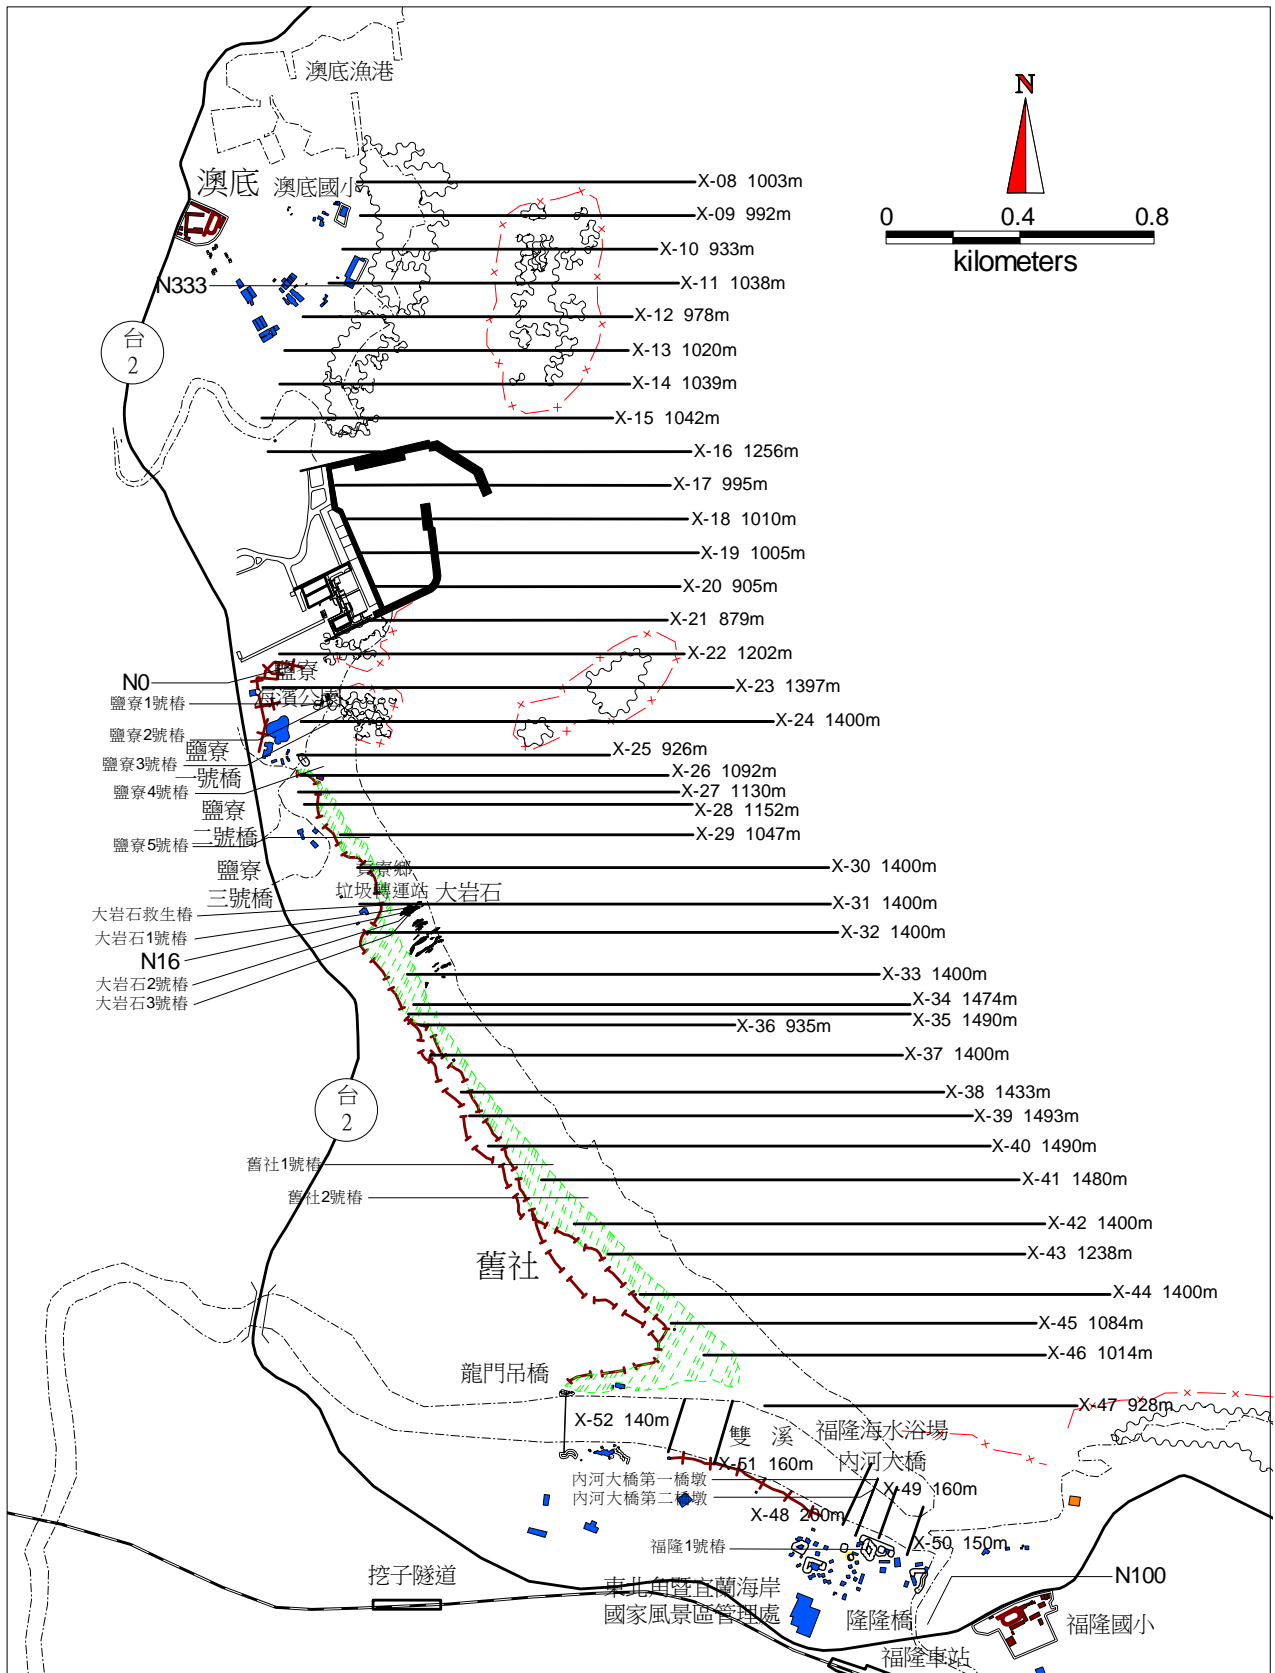 澳底漁港
N
澳底 澳底國小
X-08 1003m
X-09 992m
0 0.4 0.8
kilometers
X-10 933m
N333
X-11 1038m
X-12 978m
台
2
X-13 1020m
X-14 1039m
X-15 1042m
X-16 1256m
X-17 995m
X-18 1010m
X-19 1005m
X-20 905m
X-21 879m
X-22 1202m
鹽寮
海濱公園
N0
X-23 1397m
鹽寮1號樁
X-24 1400m
鹽寮2號樁
鹽寮
一號橋
X-25 926m
鹽寮3號樁
X-26 1092m
鹽寮4號樁
X-27 1130m
鹽寮
二號橋
X-28 1152m
X-29 1047m
鹽寮5號樁
鹽寮
三號橋
貢寮鄉
垃圾轉運站
大岩石
X-30 1400m
X-31 1400m
大岩石救生樁
大岩石1號樁
X-32 1400m
N16
X-33 1400m
大岩石2號樁
大岩石3號樁
X-34 1474m
X-35 1490m
X-36 935m
X-37 1400m
台
2
X-38 1433m
X-39 1493m
X-40 1490m
舊社1號樁
X-41 1480m
舊社2號樁
X-42 1400m
X-43 1238m
舊社
X-44 1400m
X-45 1084m
X-46 1014m
龍門吊橋
X-47 928m
X-52 140m
雙 溪
福隆海水浴場
X-51 160m
內河大橋
內河大橋第一橋墩
X-49 160m
內河大橋第二橋墩
X-48 200m
福隆1號樁
X-50 150m
挖子隧道
東北角暨宜蘭海岸
國家風景區管理處
N100
隆隆橋
福隆國小
福隆車站